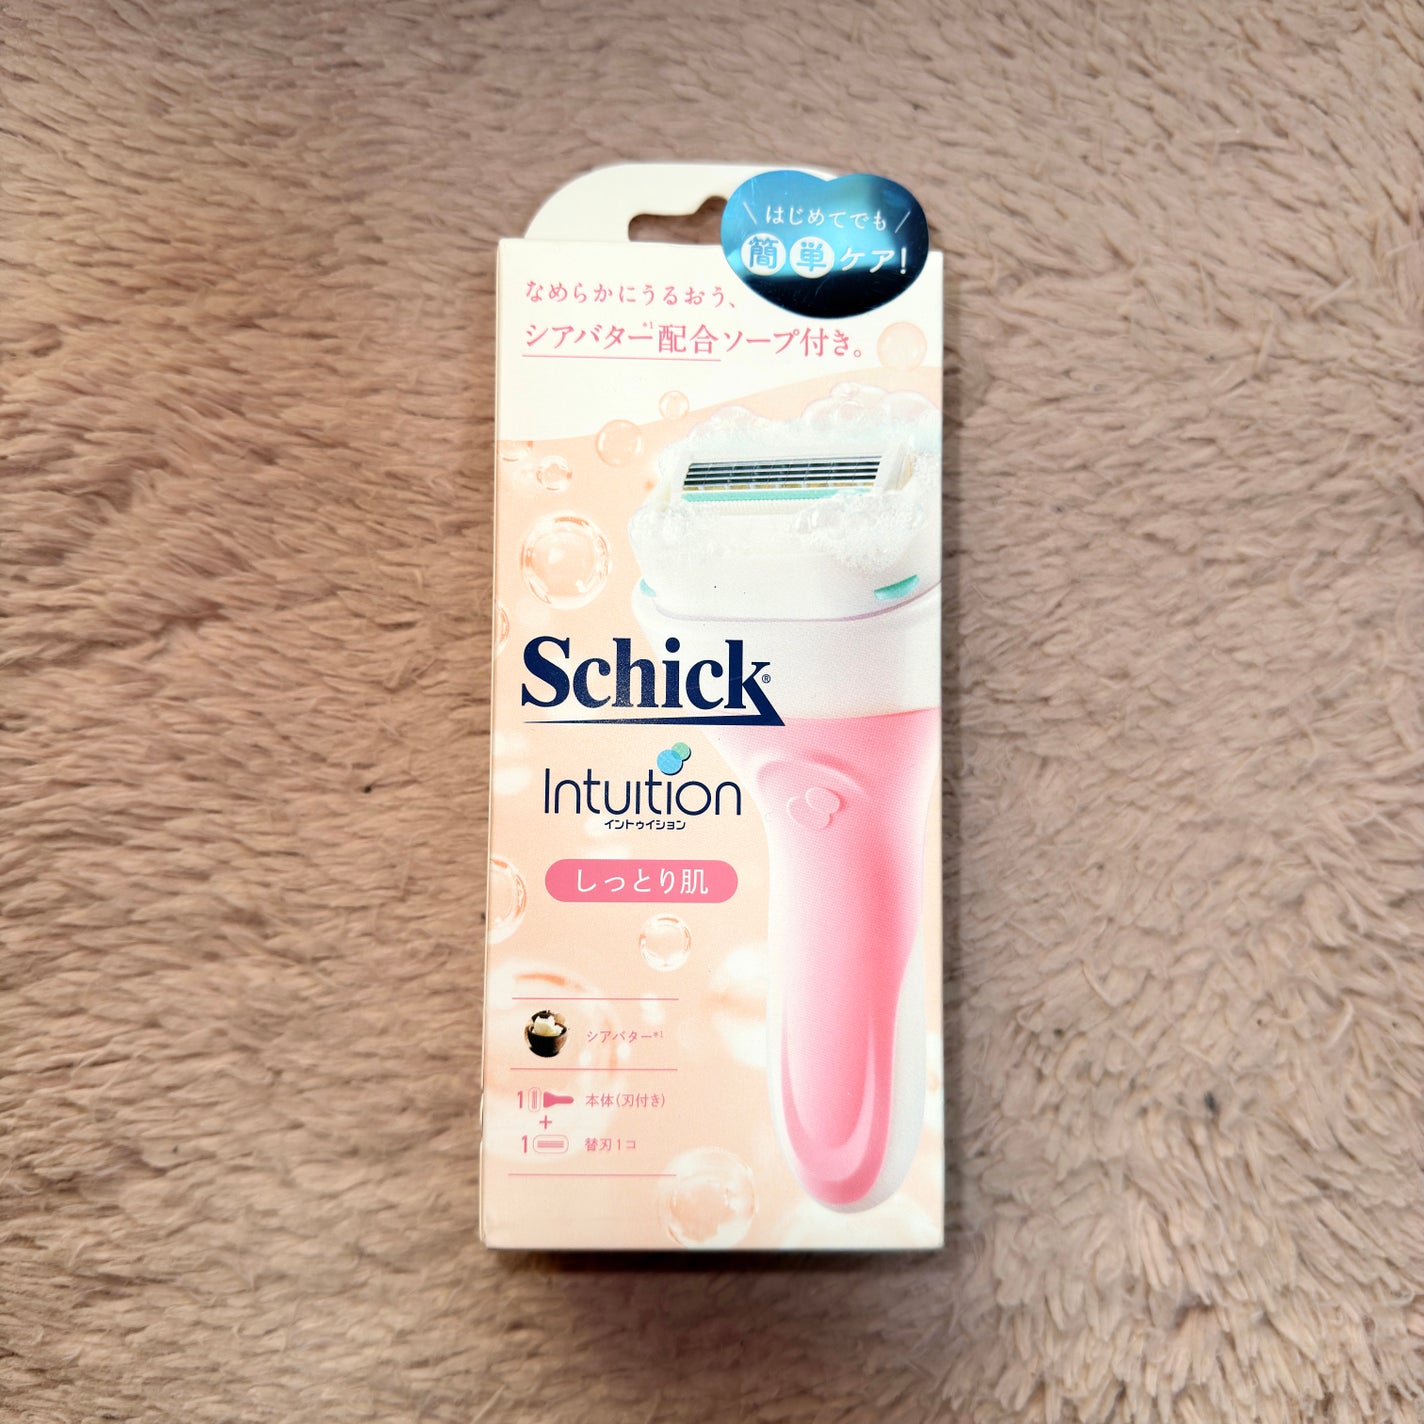 はじめてでも
簡単ケア!
なめらかにうるおう、
シアバター*1配合ソープ付き。
Schick®
Intuition
イントゥイション
しっとり肌
シアバター*1
1 本体(刃付き)
+
1 替刃1コ